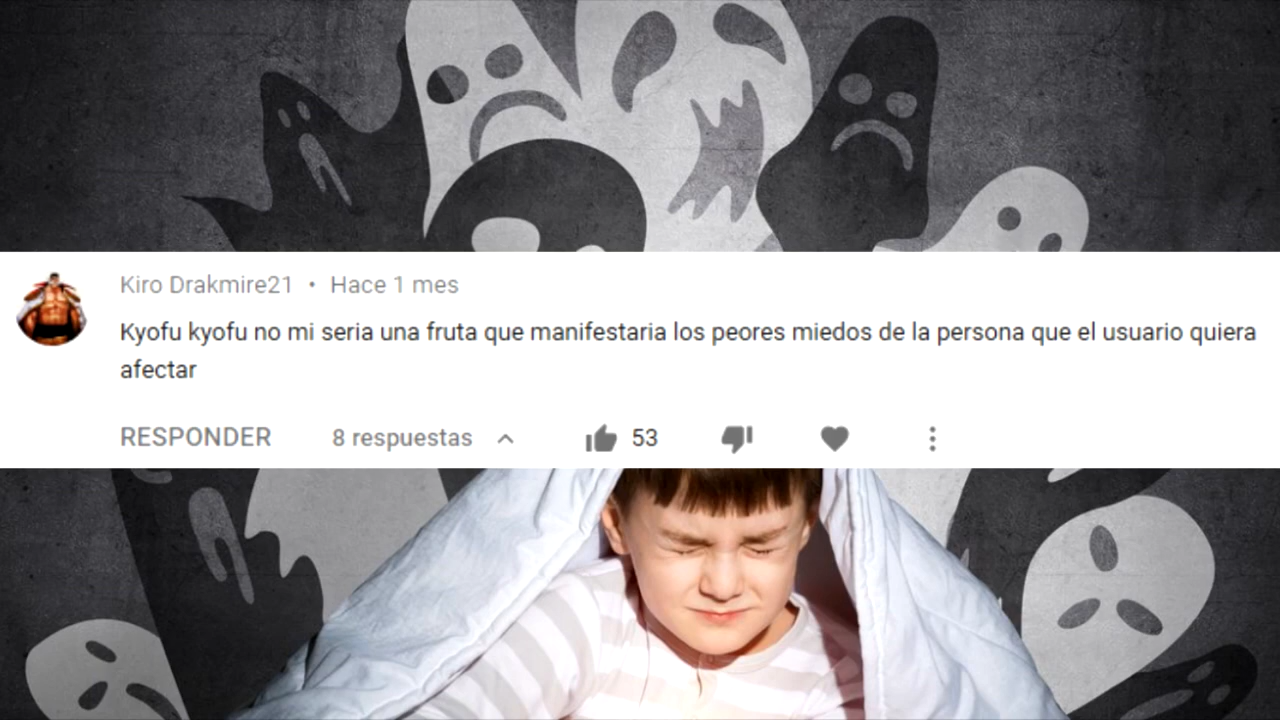 Kiro Drakmire21 • Hace 1 mes
Kyofu kyofu no mi seria una fruta que manifestaria los peores miedos de la persona que el usuario quiera
afectar
RESPONDER 8 respuestas 53